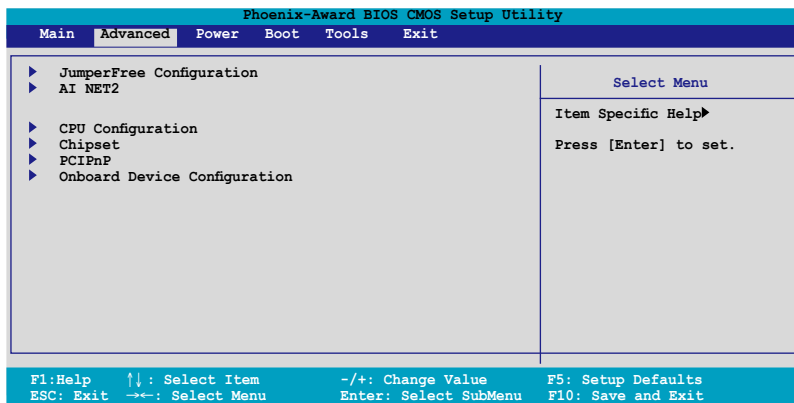 Phoenix-Award BIOS CMOS Setup Utility
Main Advanced Power Boot Tools Exit
JumperFree Configuration
AI NET2
CPU Configuration
Chipset
PCIPnP
Onboard Device Configuration
Select Menu
Item Specific Help
Press [Enter] to set.
F1:Help ↑↓: Select Item -/+: Change Value F5: Setup Defaults
ESC: Exit →←: Select Menu Enter: Select SubMenu F10: Save and Exit